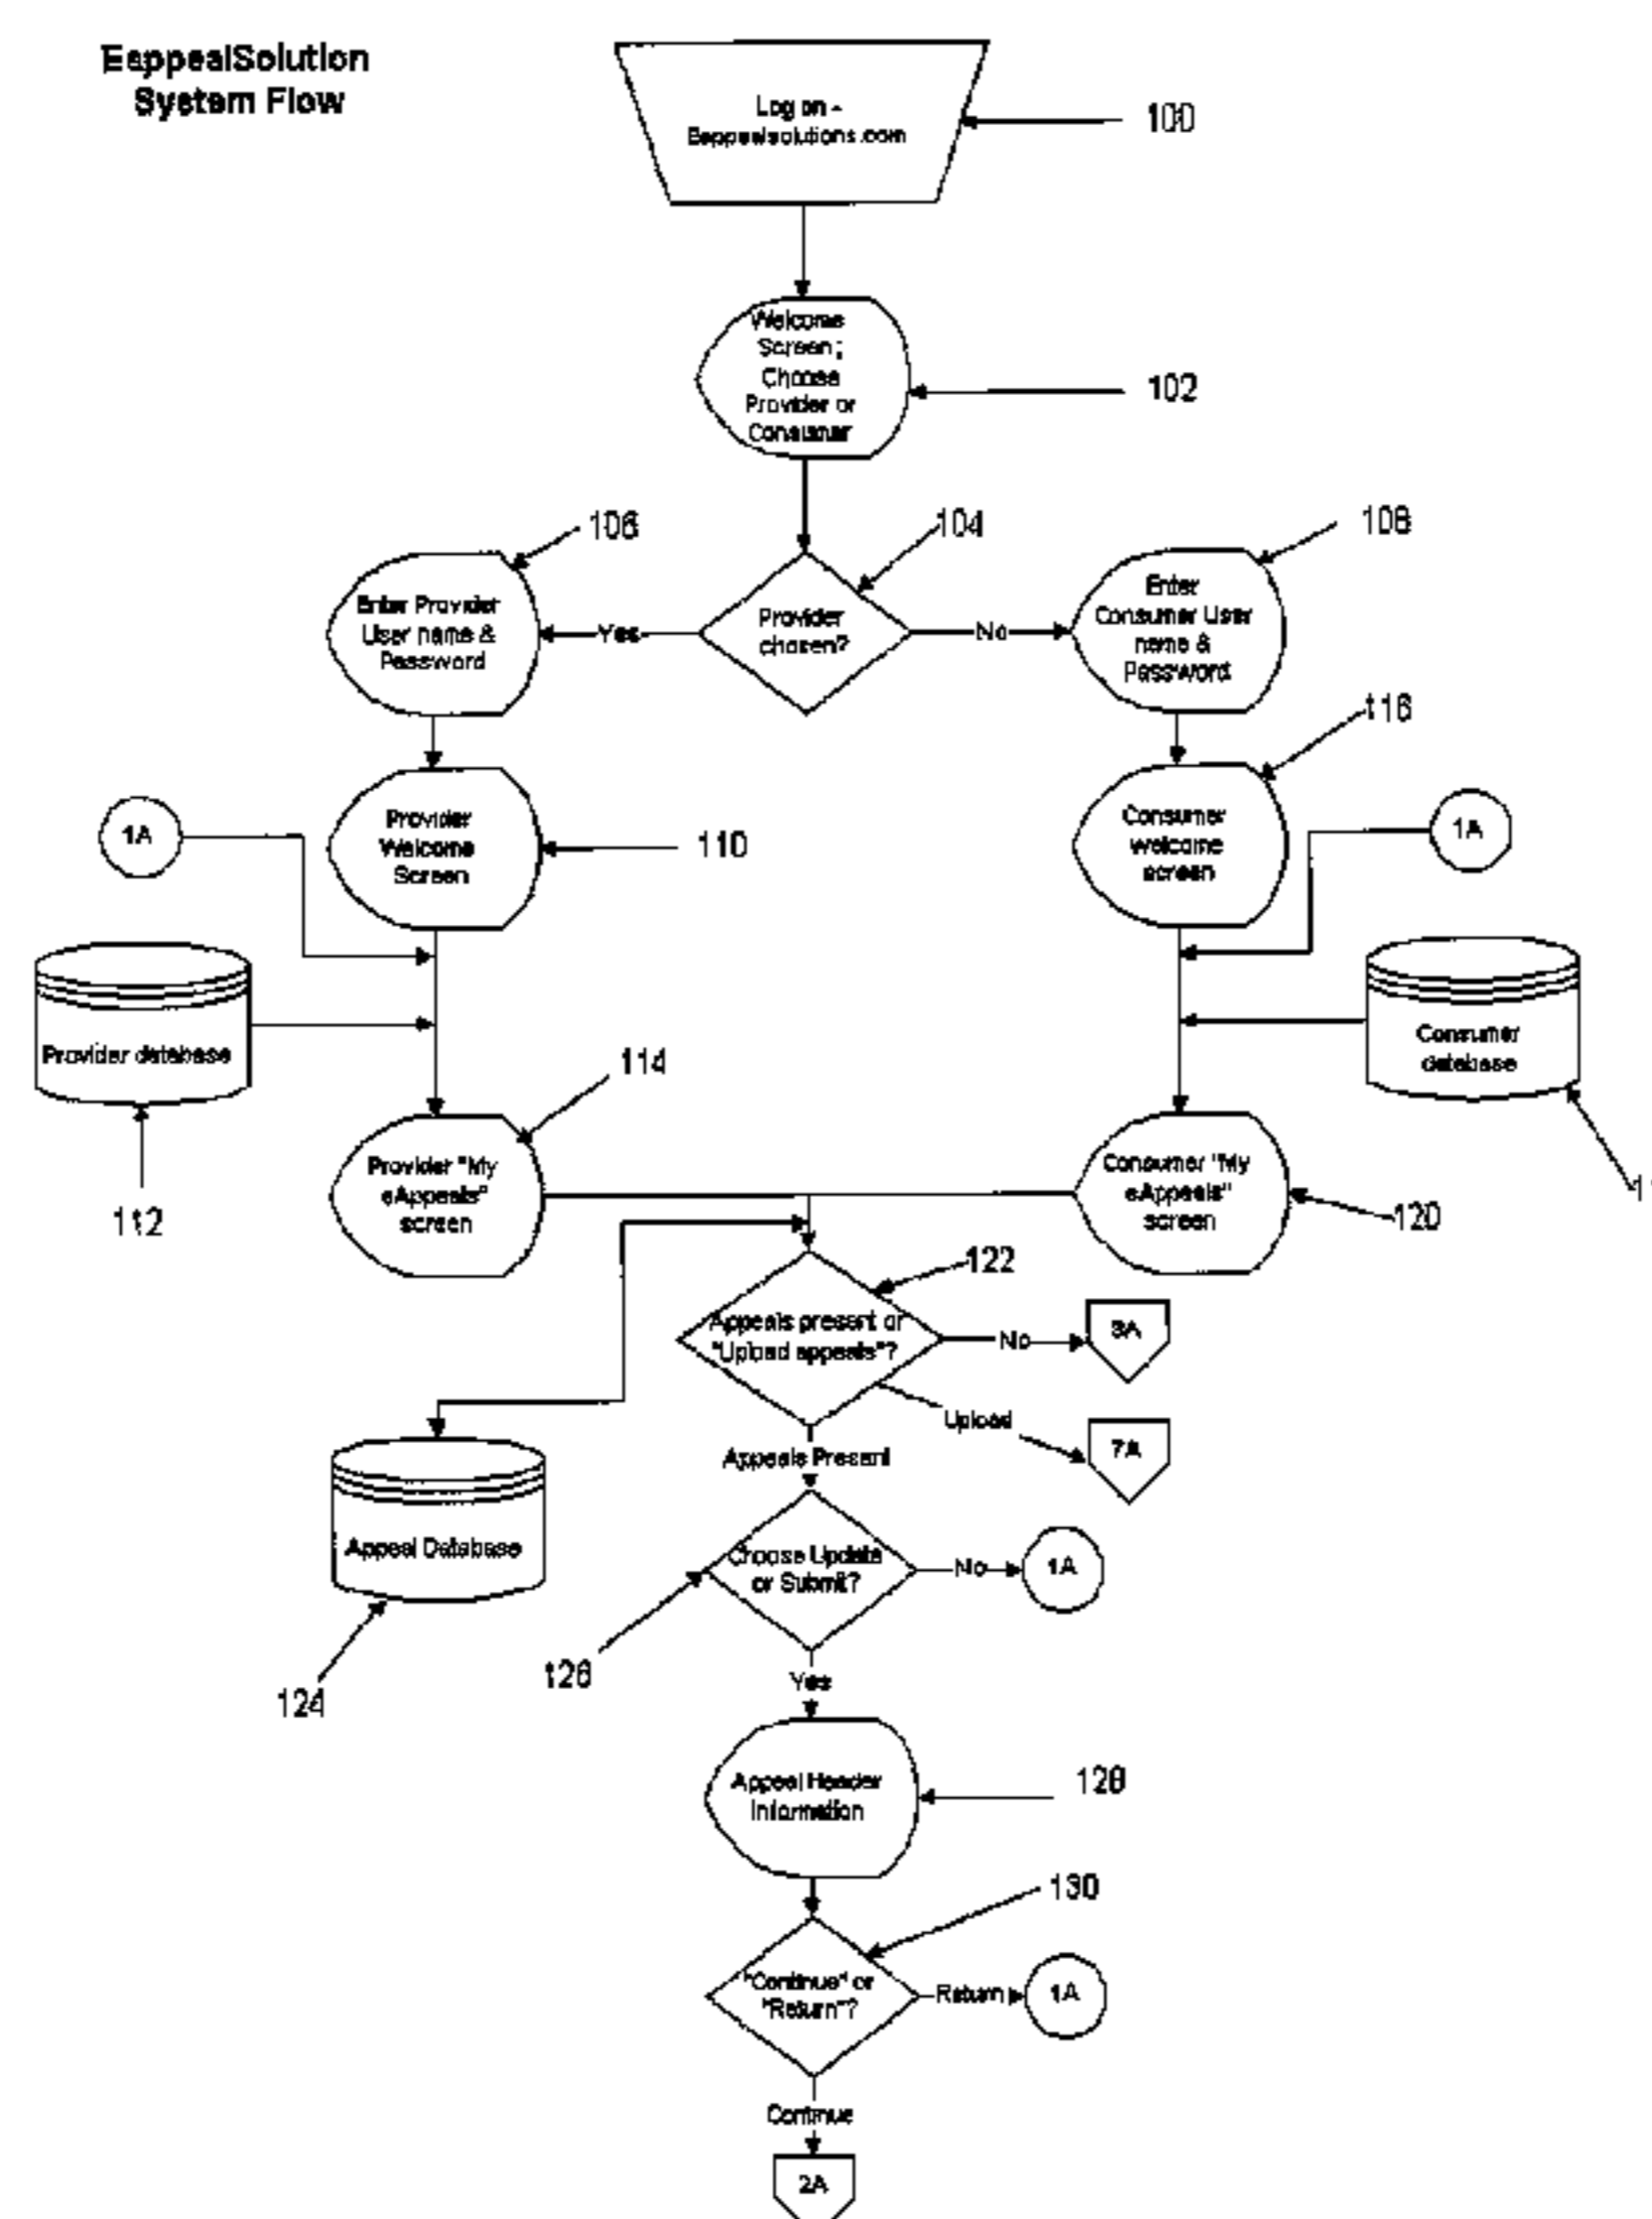 EappealSolution
System Flow
Log on -
Eappealsolutions.com
100
Welcome
Screen;
Choose
Provider or
Consumer
102
106
104
108
Enter Provider
User name &
Password
Yes
Provider
chosen?
No
Enter
Consumer User
name &
Password
116
1A
Provider
Welcome
Screen
110
Consumer
welcome
screen
1A
Provider database
Consumer
database
114
112
Provider "My
eAppeals"
screen
Consumer "My
eAppeals"
screen
120
122
Appeals present or
"Upload appeals"?
No
3A
Upload
7A
Appeals Present
Appeal Database
Choose Update
or Submit?
No
1A
126
124
Yes
Appeal Header
Information
128
130
"Continue" or
"Return"?
Return
1A
Continue
2A